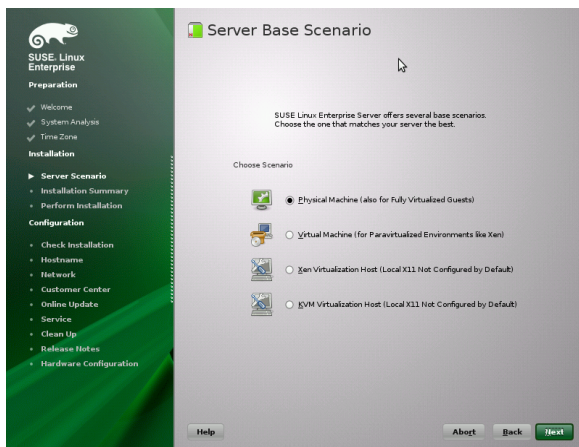 SUSE. Linux
Enterprise
Preparation
Welcome
System Analysis
Time Zone
Installation
Server Scenario
Installation Summary
Perform Installation
Configuration
Check Installation
Hostname
Network
Customer Center
Online Update
Service
Clean Up
Release Notes
Hardware Configuration
Server Base Scenario
SUSE Linux Enterprise Server offers several base scenarios.
Choose the one that matches your server the best.
Choose Scenario
Physical Machine (also for Fully Virtualized Guests)
Virtual Machine (for Paravirtualized Environments like Xen)
Xen Virtualization Host (Local X11 Not Configured by Default)
KVM Virtualization Host (Local X11 Not Configured by Default)
Help
Abort
Back
Next